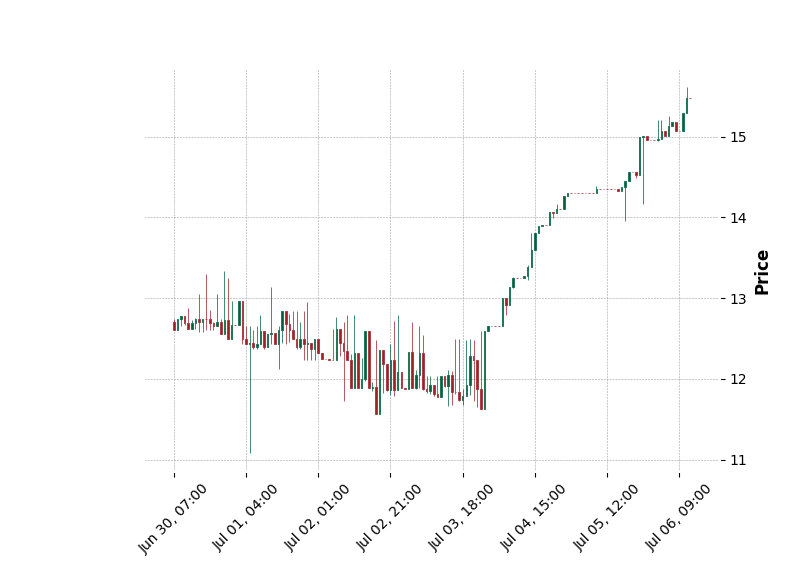 15
14
13
12
11
Price
Jun 30, 07:00
Jul 01, 04:00
Jul 02, 01:00
Jul 02, 21:00
Jul 03, 18:00
Jul 04, 15:00
Jul 05, 12:00
Jul 06, 09:00